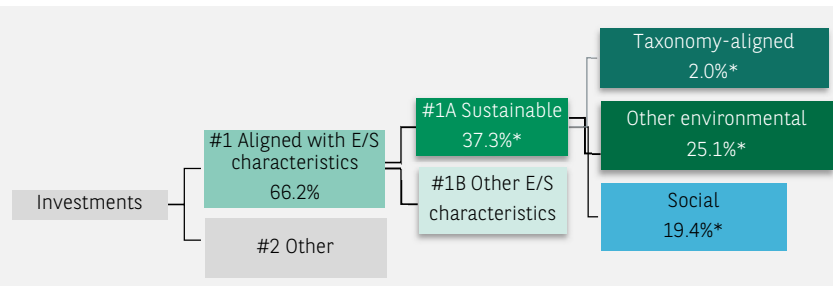 Investments
#1 Aligned with E/S
characteristics
66.2%
#2 Other
#1A Sustainable
37.3%*
#1B Other E/S
characteristics
Taxonomy-aligned
2.0%*
Other environmental
25.1%*
Social
19.4%*